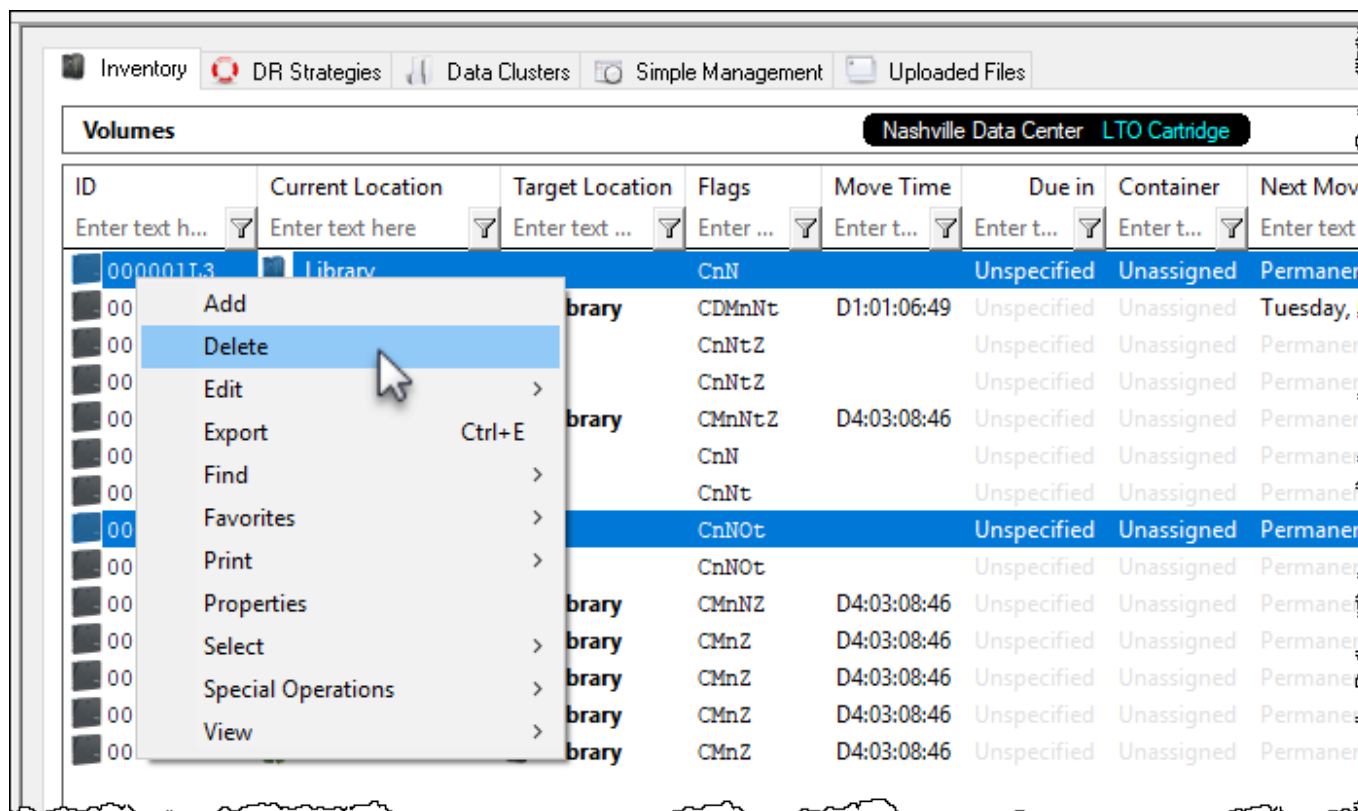 Inventory DR Strategies Data Clusters Simple Management Uploaded Files
Volumes Nashville Data Center LTO Cartridge
ID Current Location Target Location Flags Move Time Due in Container Next Mov
Enter text h... Enter text here Enter text ... Enter ... Enter t... Enter t... Enter t... Enter text
000001L3 Library CnN Unspecified Unassigned Permaner
00 brary CDMnNt D1:01:06:49 Unspecified Unassigned Tuesday,
00 CnNtZ Unspecified Unassigned Permaner
00 CnNtZ Unspecified Unassigned Permaner
00 brary CMnNtZ D4:03:08:46 Unspecified Unassigned Permaner
00 CnN Unspecified Unassigned Permaner
00 CnNt Unspecified Unassigned Permaner
00 CnNOt Unspecified Unassigned Permaner
00 CnNOt Unspecified Unassigned Permaner
00 brary CMnNZ D4:03:08:46 Unspecified Unassigned Permaner
00 brary CMnZ D4:03:08:46 Unspecified Unassigned Permaner
00 brary CMnZ D4:03:08:46 Unspecified Unassigned Permaner
00 brary CMnZ D4:03:08:46 Unspecified Unassigned Permaner
00 brary CMnZ D4:03:08:46 Unspecified Unassigned Permaner
Add
Delete
Edit
Export Ctrl+E
Find
Favorites
Print
Properties
Select
Special Operations
View